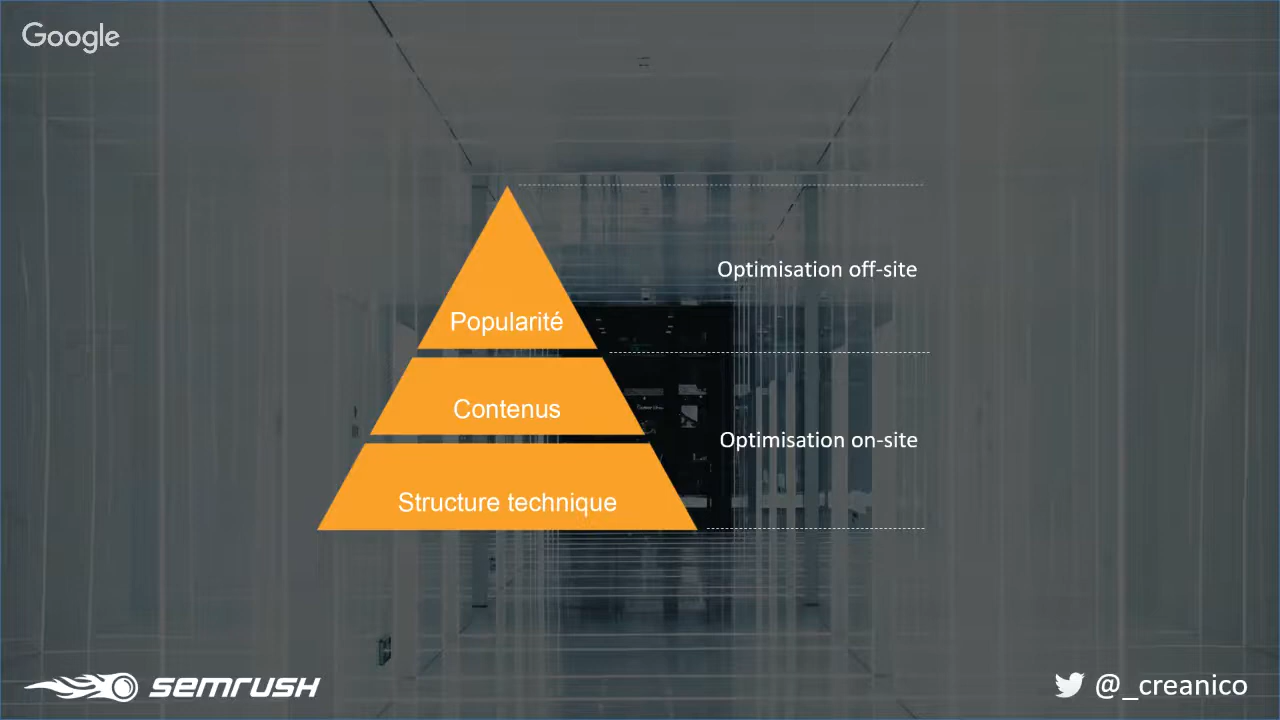 Google
Optimisation off-site
Popularité
Contenus
Optimisation on-site
Structure technique
SEMRUSH
@_creanico